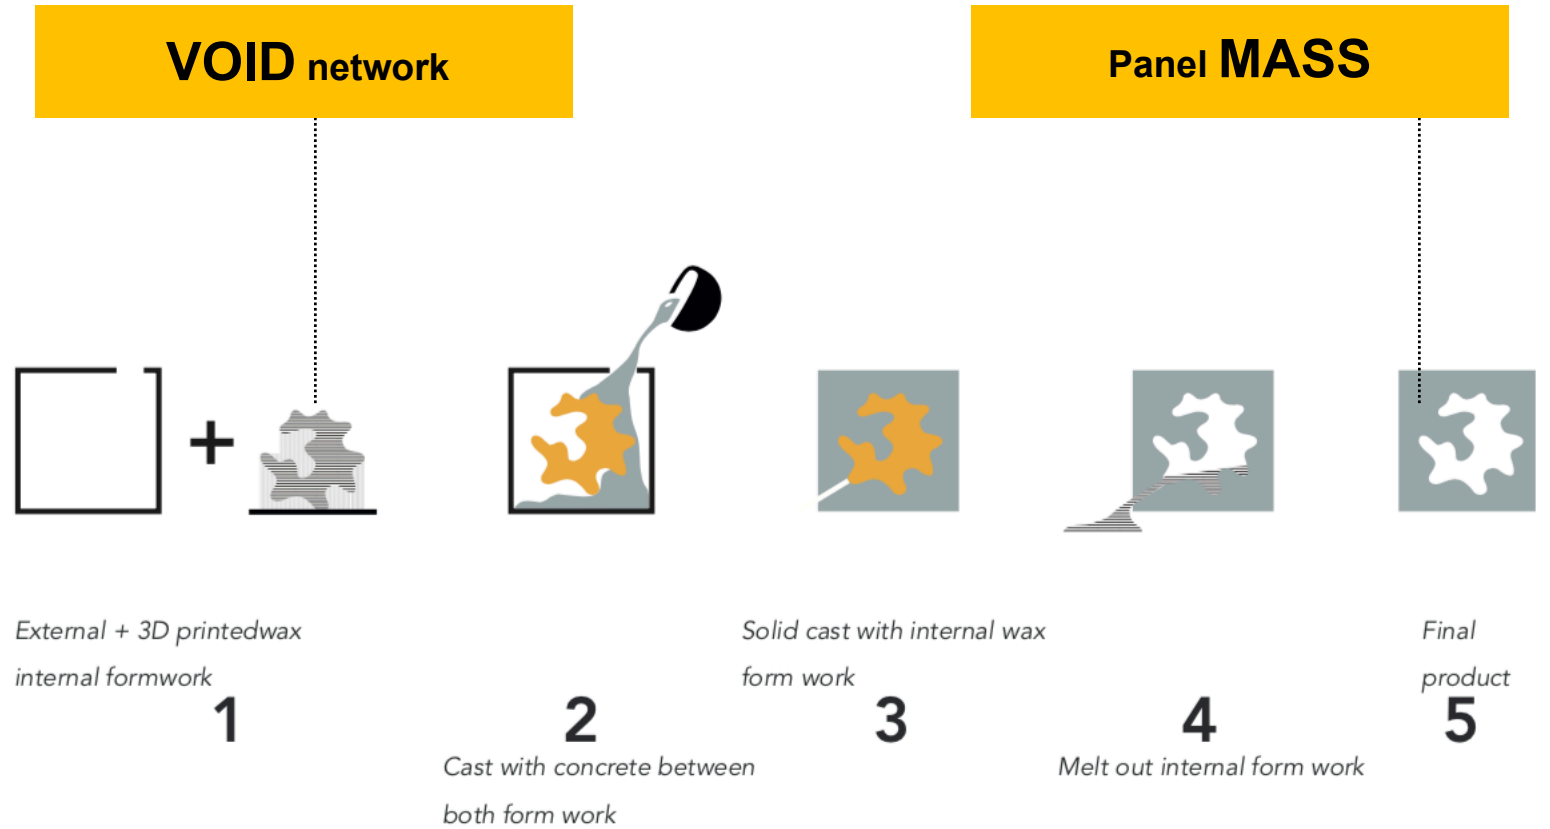 VOID network
Panel MASS
External + 3D printedwax
internal formwork
1
2
Cast with concrete between
both form work
Solid cast with internal wax
form work
3
4
Melt out internal form work
Final
product
5